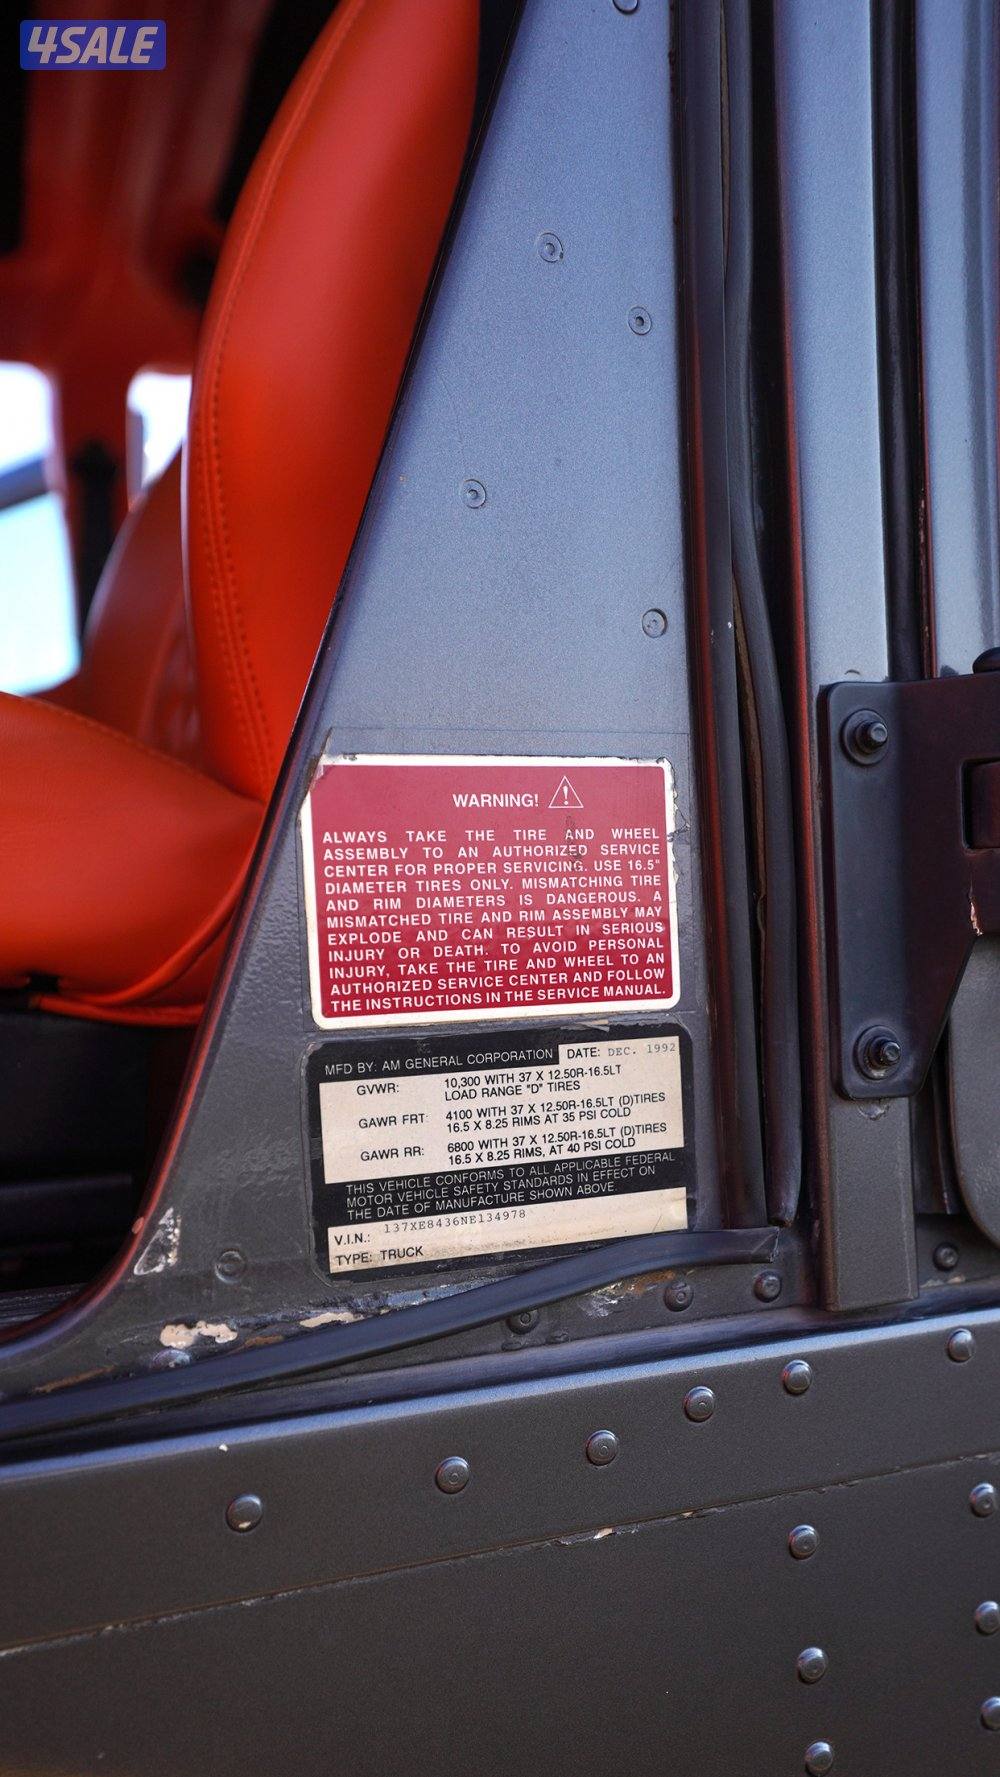 4SALE
WARNING!
ALWAYS TAKE THE TIRE AND WHEEL
ASSEMBLY TO AN AUTHORIZED SERVICE
CENTER FOR PROPER SERVICING. USE 16.5"
DIAMETER TIRES ONLY. MISMATCHING TIRE
AND RIM DIAMETERS IS DANGEROUS. A
MISMATCHED TIRE AND RIM ASSEMBLY MAY
EXPLODE AND CAN RESULT IN SERIOUS
INJURY OR DEATH. TO AVOID PERSONAL
INJURY, TAKE THE TIRE AND WHEEL TO AN
AUTHORIZED SERVICE CENTER AND FOLLOW
THE INSTRUCTIONS IN THE SERVICE MANUAL.
MFD BY: AM GENERAL CORPORATION DATE: DEC. 1992
GVWR: 10,300 WITH 37 X 12.50R-16.5LT
LOAD RANGE "D" TIRES
GAWR FRT: 4100 WITH 37 X 12.50R-16.5LT (D)TIRES
16.5 X 8.25 RIMS AT 35 PSI COLD
GAWR RR: 6800 WITH 37 X 12.50R-16.5LT (D)TIRES
16.5 X 8.25 RIMS, AT 40 PSI COLD
THIS VEHICLE CONFORMS TO ALL APPLICABLE FEDERAL
MOTOR VEHICLE SAFETY STANDARDS IN EFFECT ON
THE DATE OF MANUFACTURE SHOWN ABOVE.
V.I.N.: 137XE8436NE134978
TYPE: TRUCK